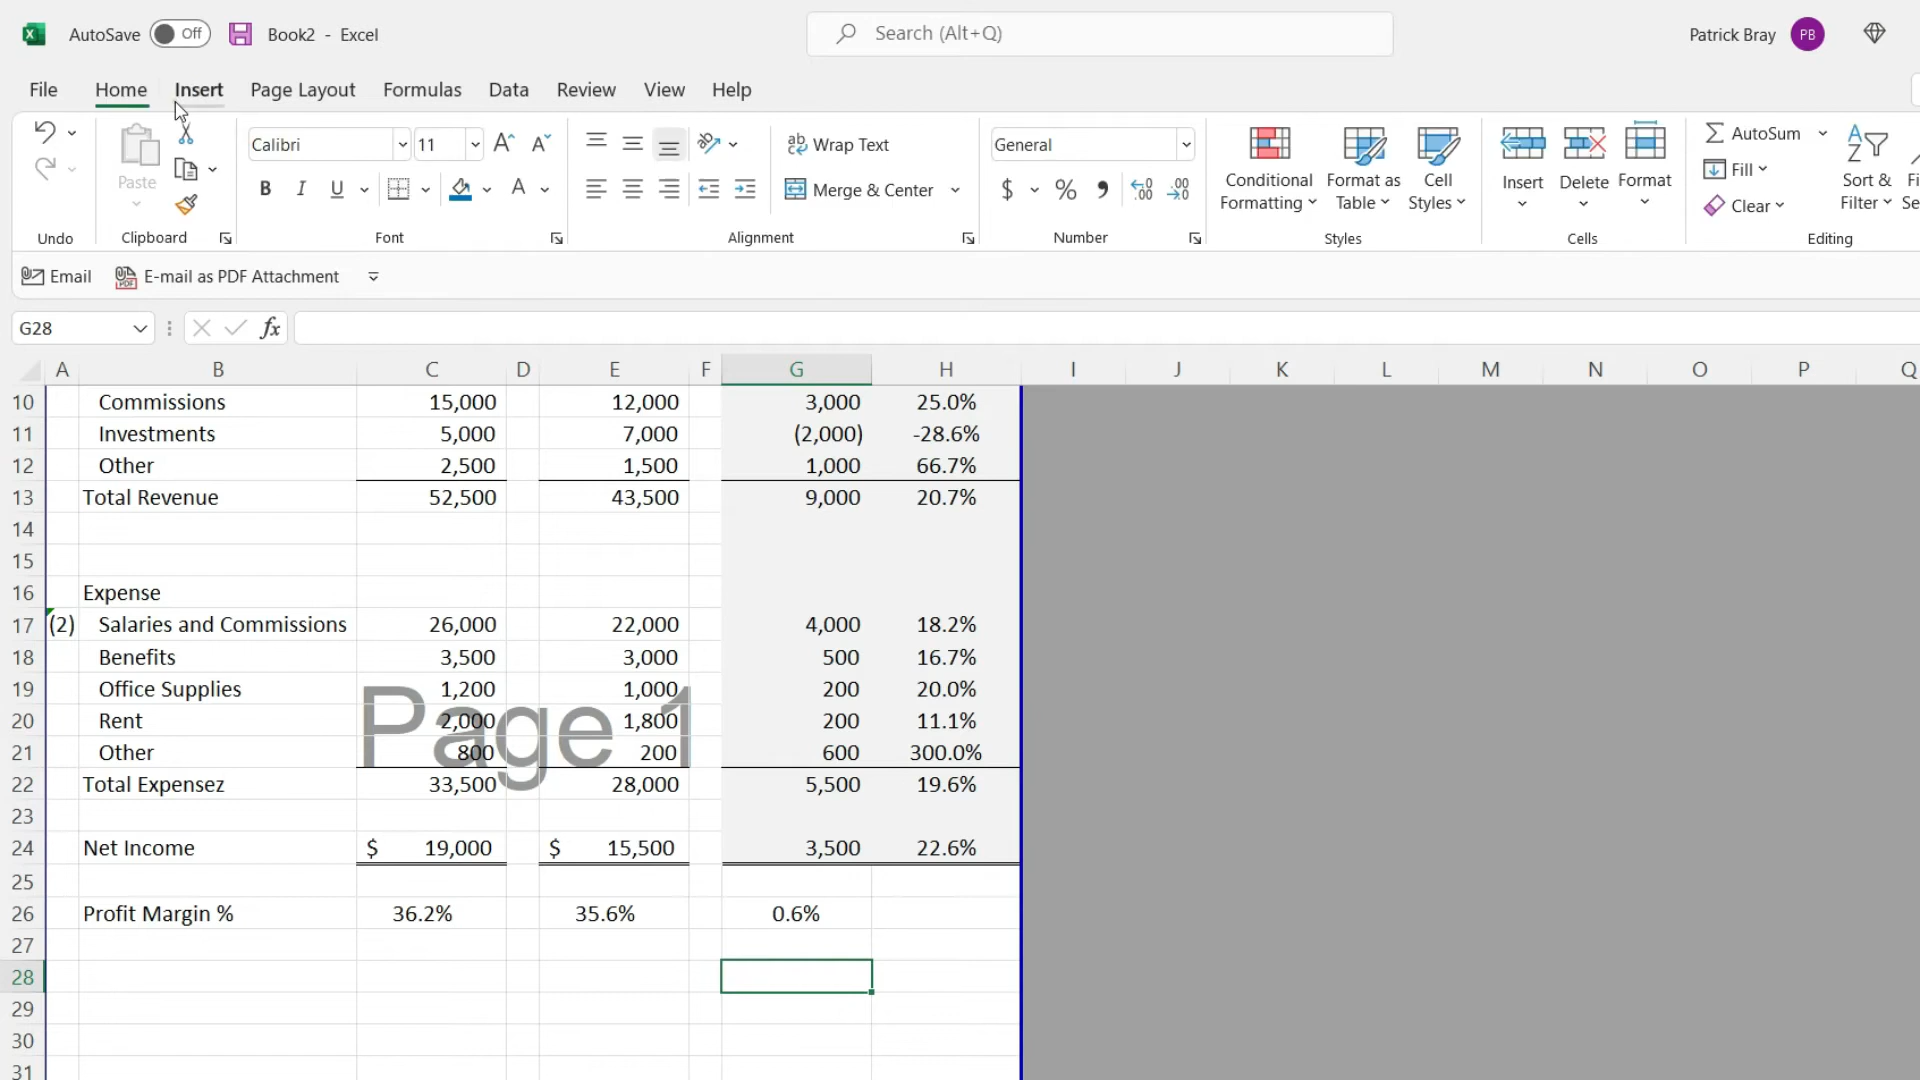 AutoSave Off Book2 - Excel Search (Alt+Q) Patrick Bray PB
File Home Insert Page Layout Formulas Data Review View Help
Paste Calibri 11 Wrap Text General Conditional Formatting Format as Table Cell Styles Insert Delete Format AutoSum
B I U A Merge & Center $ % Fill Sort & Filter
Clear
Undo Clipboard Font Alignment Number Styles Cells Editing
Email E-mail as PDF Attachment
G28 fx
A B C D E F G H I J K L M N O P Q
10 Commissions 15,000 12,000 3,000 25.0%
11 Investments 5,000 7,000 (2,000) -28.6%
12 Other 2,500 1,500 1,000 66.7%
13 Total Revenue 52,500 43,500 9,000 20.7%
14
15
16 Expense
17 (2) Salaries and Commissions 26,000 22,000 4,000 18.2%
18 Benefits 3,500 3,000 500 16.7%
19 Office Supplies 1,200 1,000 200 20.0%
20 Rent 2,000 1,800 200 11.1%
Page 1
21 Other 800 200 600 300.0%
22 Total Expensez 33,500 28,000 5,500 19.6%
23
24 Net Income $ 19,000 $ 15,500 3,500 22.6%
25
26 Profit Margin % 36.2% 35.6% 0.6%
27
28
29
30
31